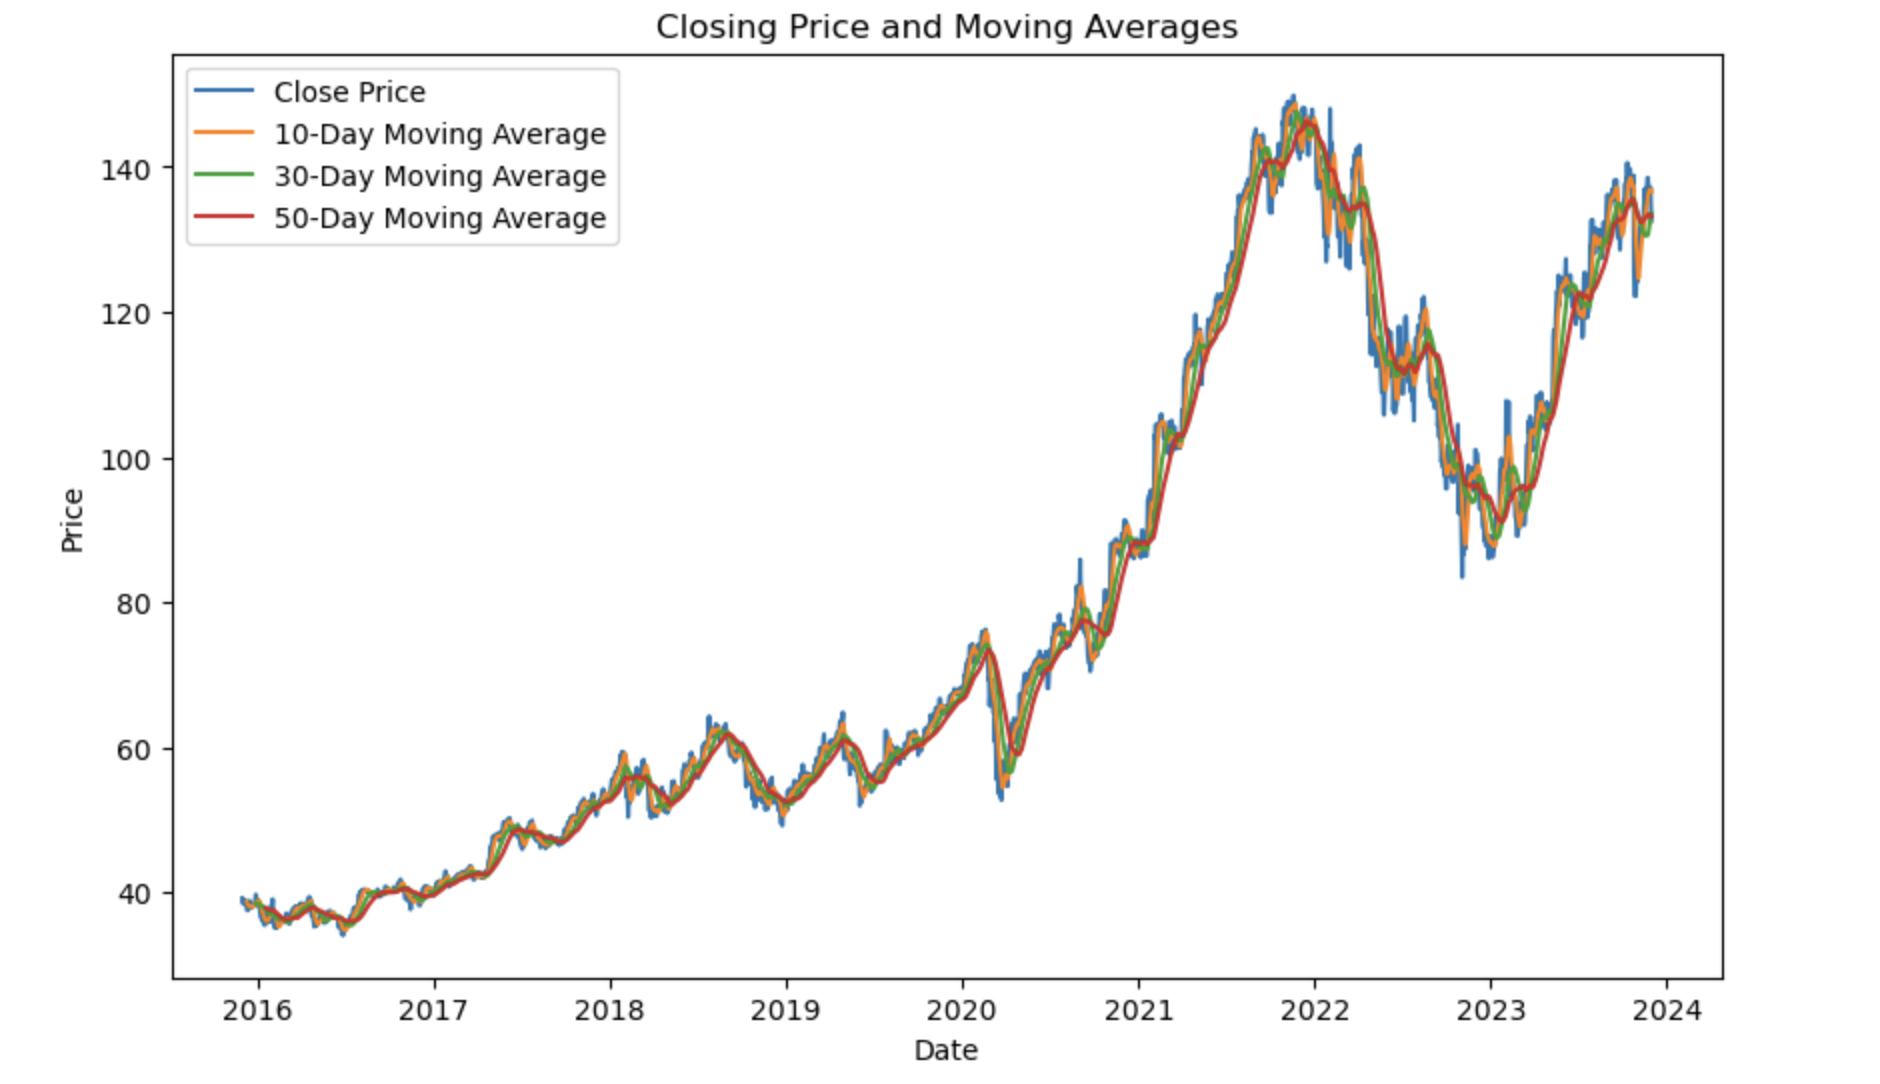 Closing Price and Moving Averages
Close Price
10-Day Moving Average
30-Day Moving Average
50-Day Moving Average
140
120
100
80
60
40
Price
2016 2017 2018 2019 2020 2021 2022 2023 2024
Date